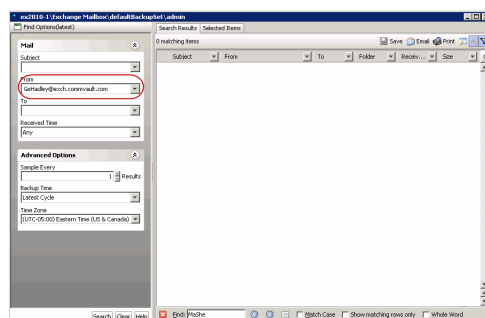 ex2010-1\Exchange Mailbox\defaultBackupSet\admin
Find Options(latest)
Search Results Selected Items
0 matching items
Save Email Print
Mail
Subject From To Folder Receiv... Size
Subject
From
GeHadley@exch.commvault.com
To
Received Time
Any
Advanced Options
Sample Every
1 Results
Backup Time
Latest Cycle
Time Zone
(UTC-05:00) Eastern Time (US & Canada)
Search Clear Help
Find: MaShe Match Case Show matching rows only Whole Word